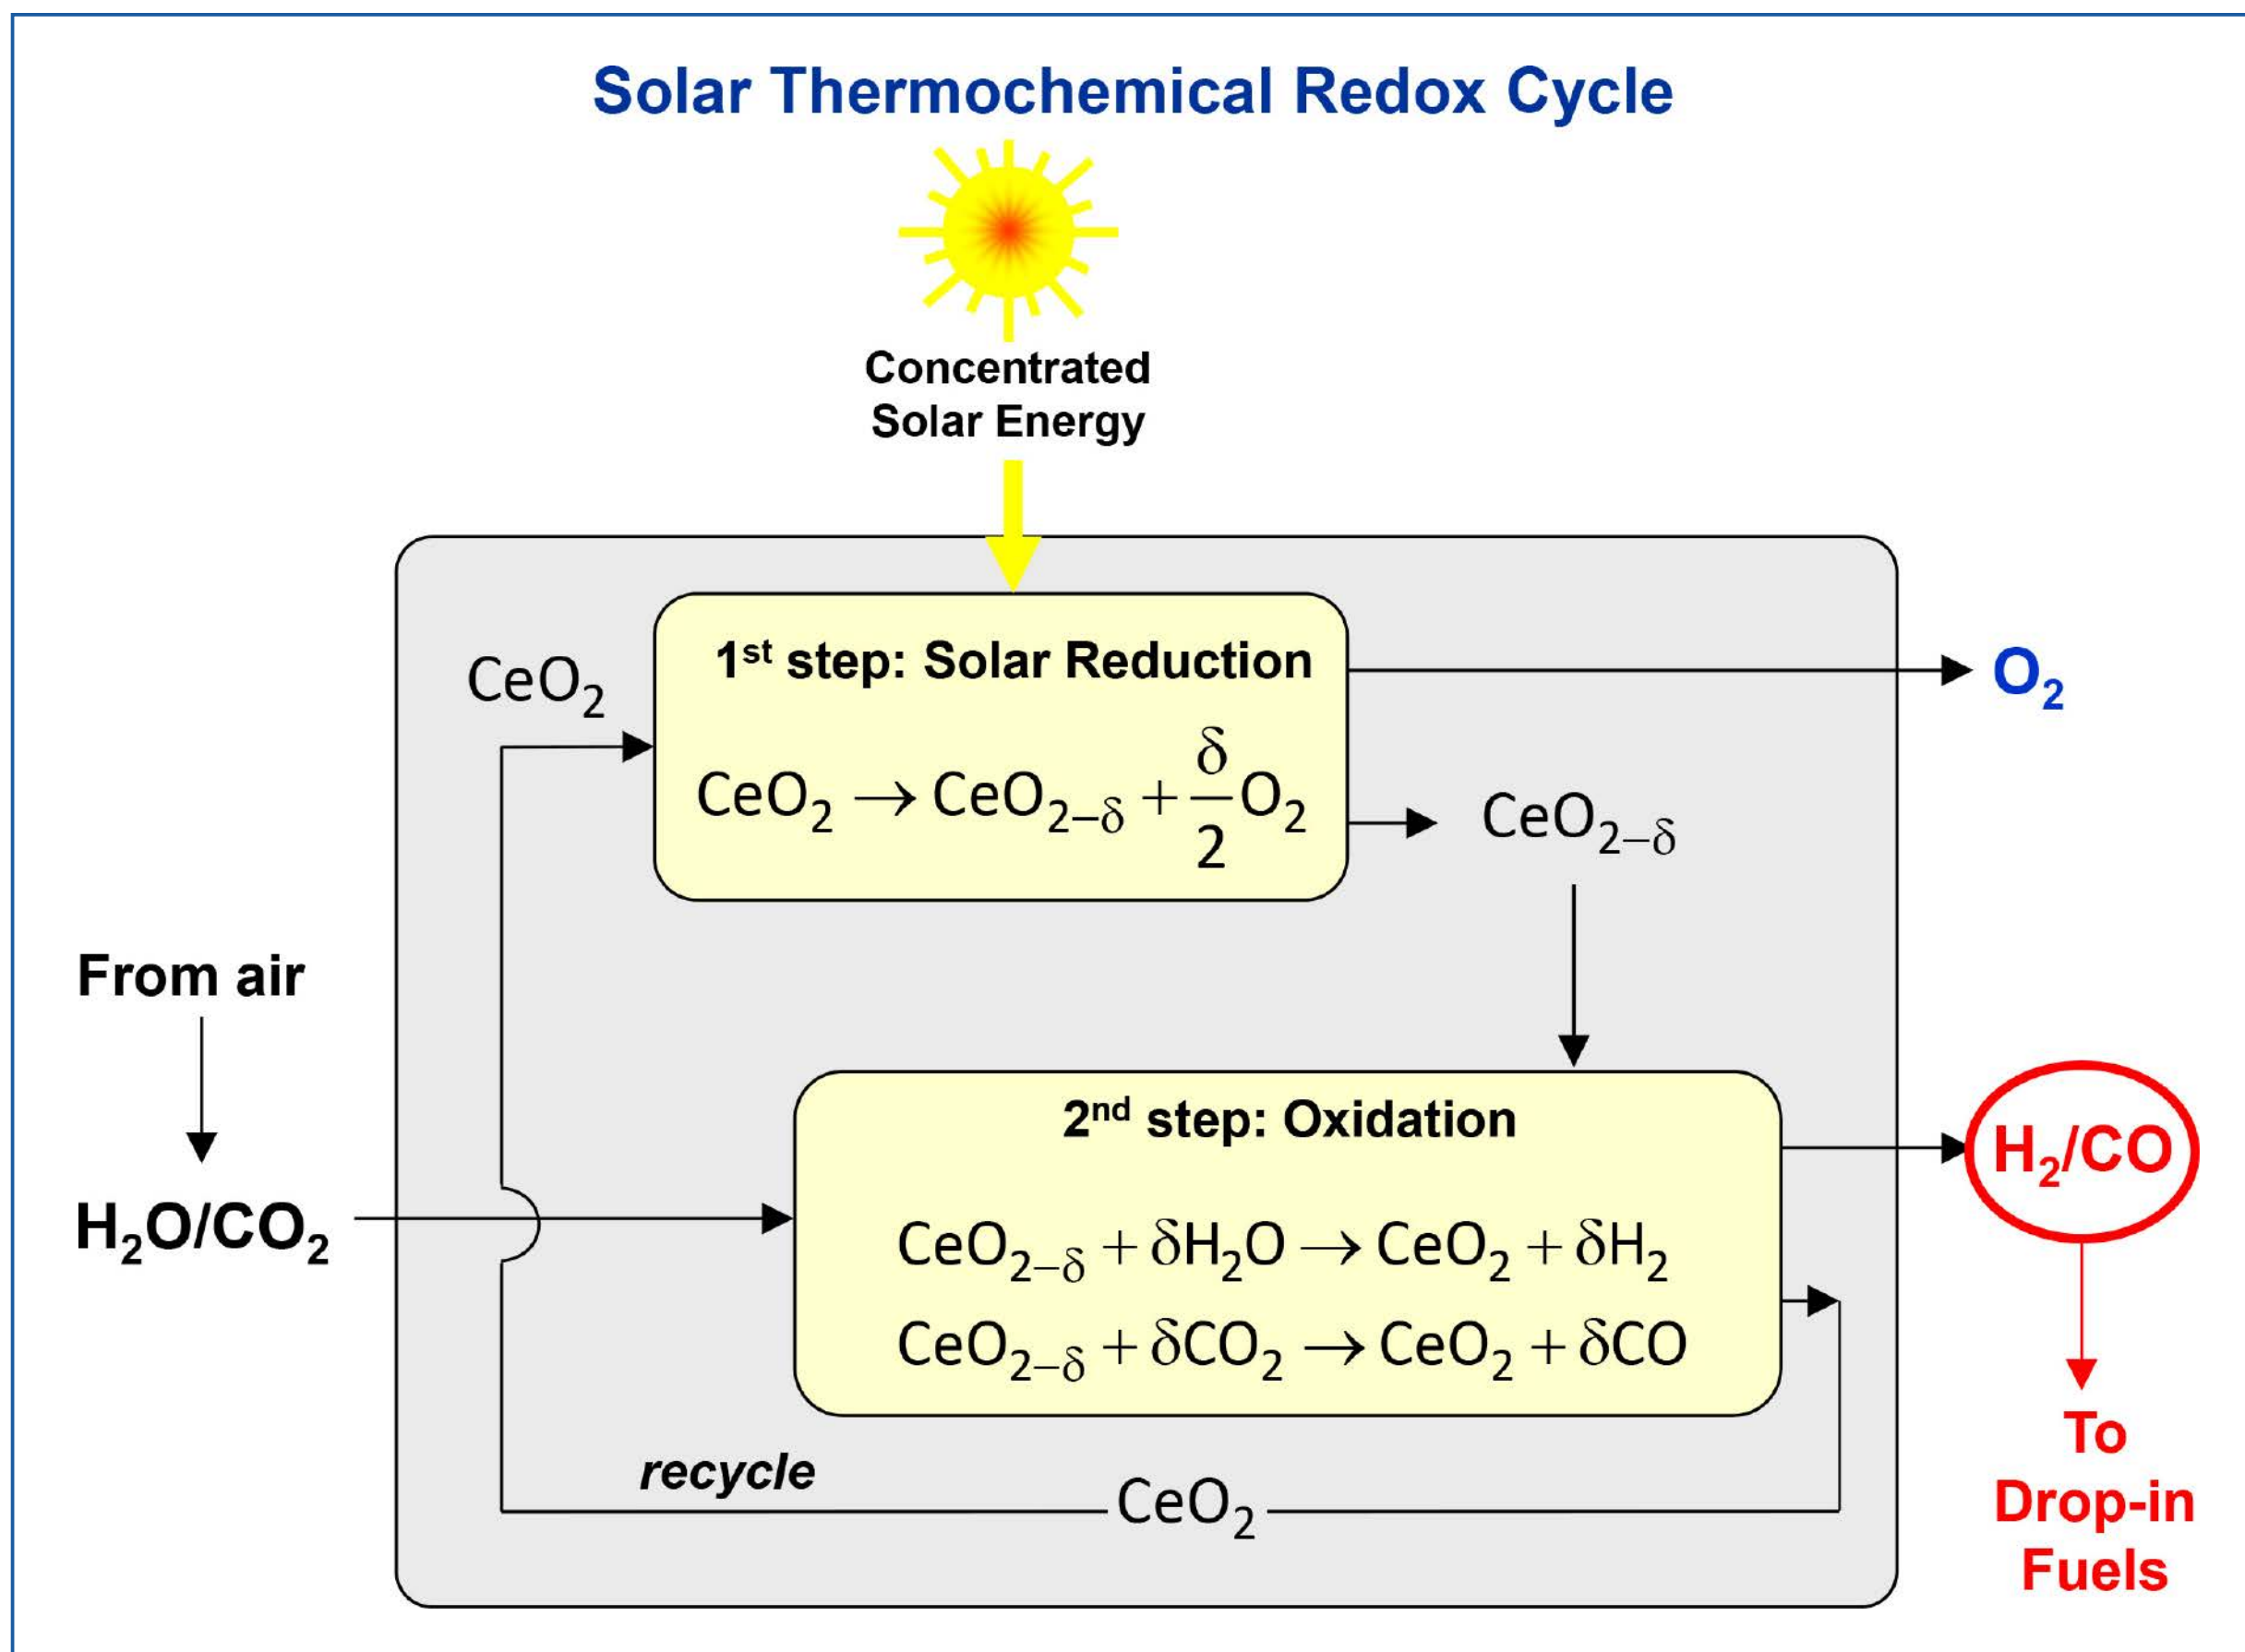 Solar Thermochemical Redox Cycle
Concentrated
Solar Energy
1st step: Solar Reduction
CeO₂
O₂
CeO₂ → CeO₂₋δ + δ/2 O₂
CeO₂₋δ
From air
H₂O/CO₂
2nd step: Oxidation
H₂/CO
CeO₂₋δ + δH₂O → CeO₂ + δH₂
CeO₂₋δ + δCO₂ → CeO₂ + δCO
recycle
CeO₂
To
Drop-in
Fuels